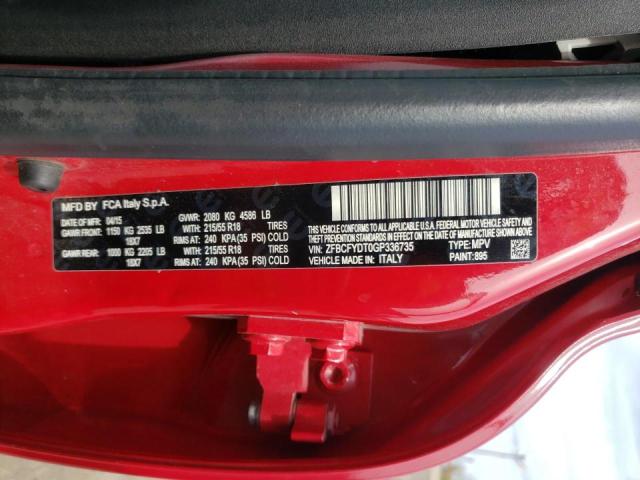 MFD BY FCA Italy S.p.A.
DATE OF MFR: 04/15 GVWR: 2080 KG 4586 LB
GAWR FRONT: 1150 KG 2535 LB WITH: 215/55 R18 TIRES
18X7 RIMS AT: 240 KPA (35 PSI) COLD
GAWR REAR: 1000 KG 2205 LB WITH: 215/55 R18 TIRES
18X7 RIMS AT: 240 KPA (35 PSI) COLD
THIS VEHICLE CONFORMS TO ALL APPLICABLE U.S.A. FEDERAL MOTOR VEHICLE SAFETY,
BUMPER, AND THEFT PREVENTION STANDARDS IN EFFECT ON THE
DATE OF MANUFACTURE SHOWN ABOVE.
VIN: ZFBCFYDT0GP336735 TYPE: MPV
VEHICLE MADE IN: ITALY PAINT: 895